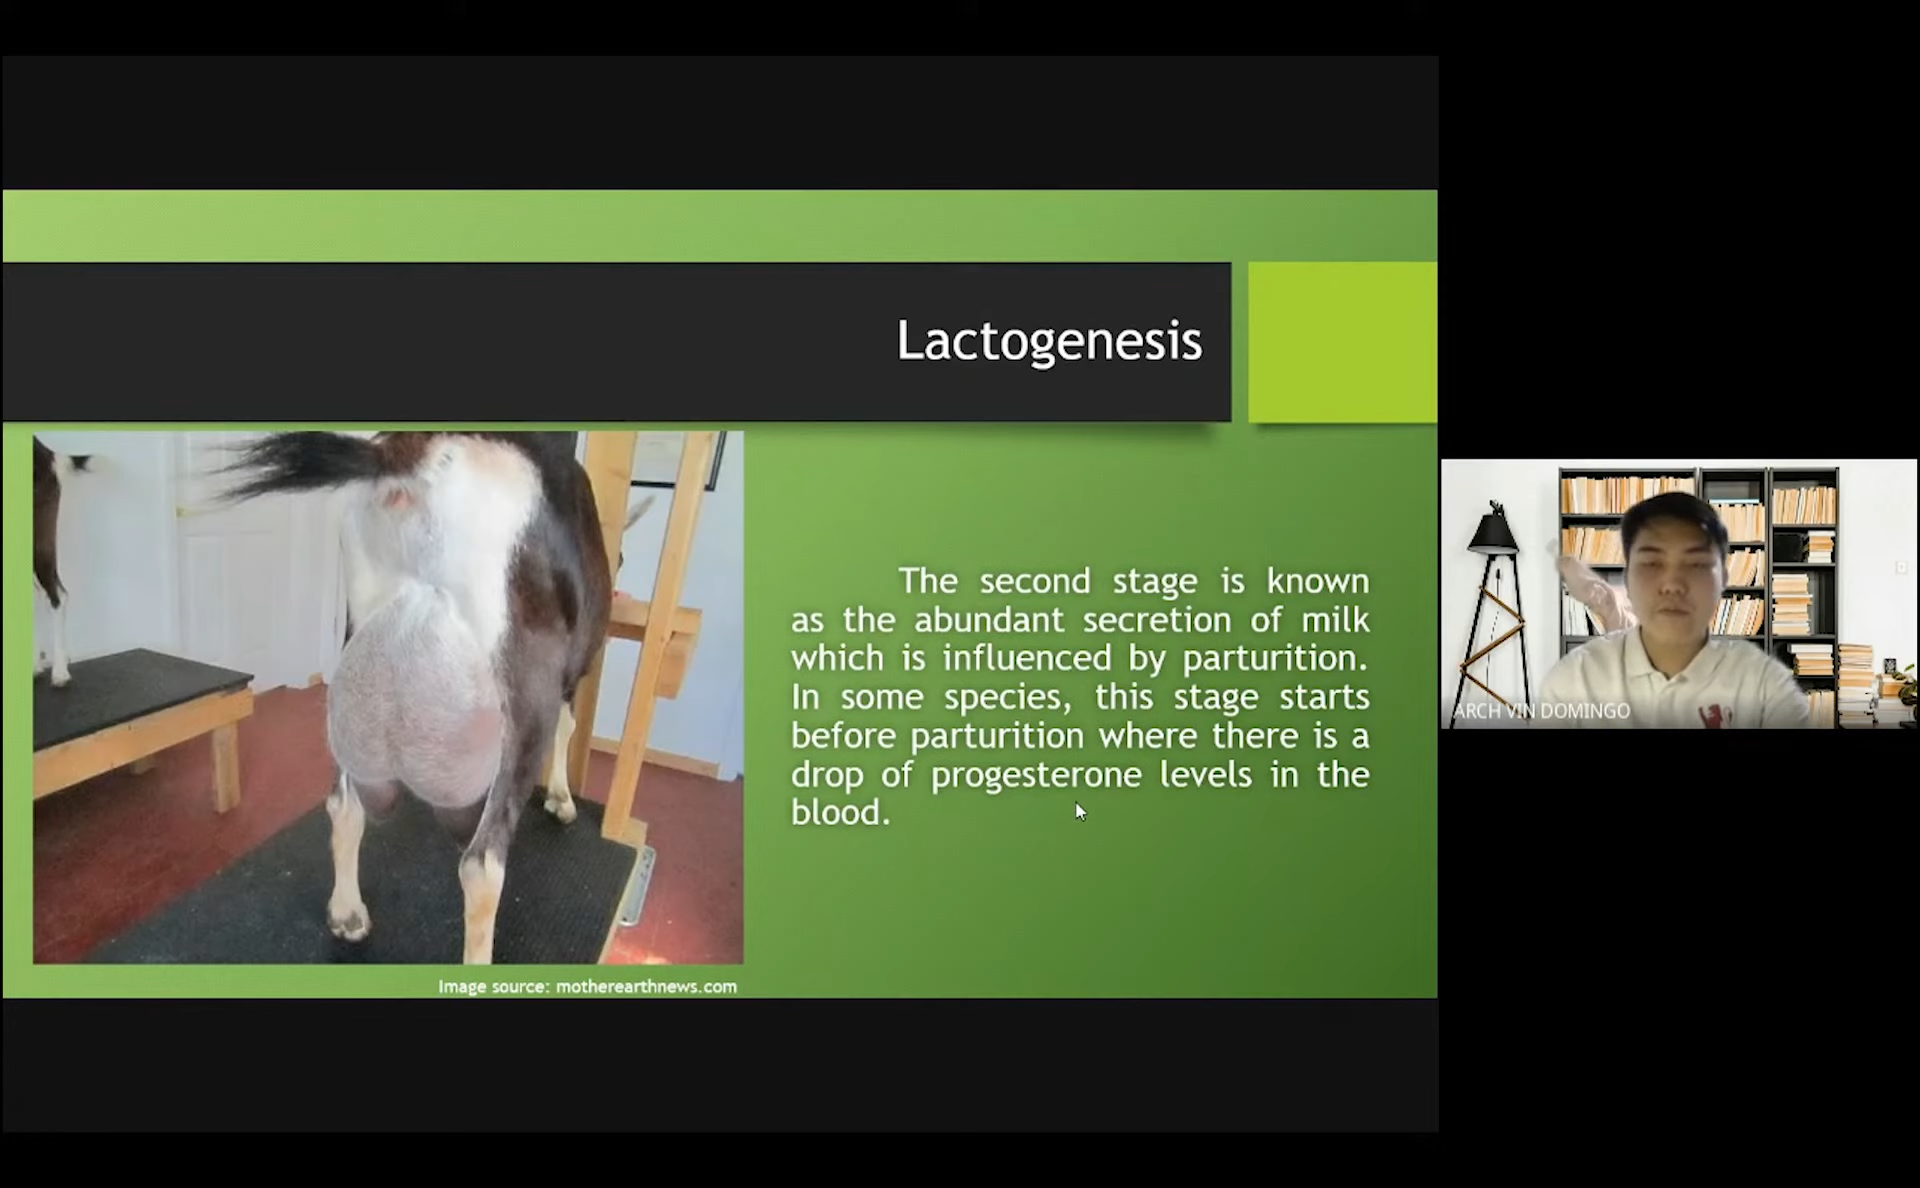 Lactogenesis
The second stage is known
as the abundant secretion of milk
which is influenced by parturition.
In some species, this stage starts
before parturition where there is a
drop of progesterone levels in the
blood.
Image source: motherearthnews.com
ARCH VIN DOMINGO